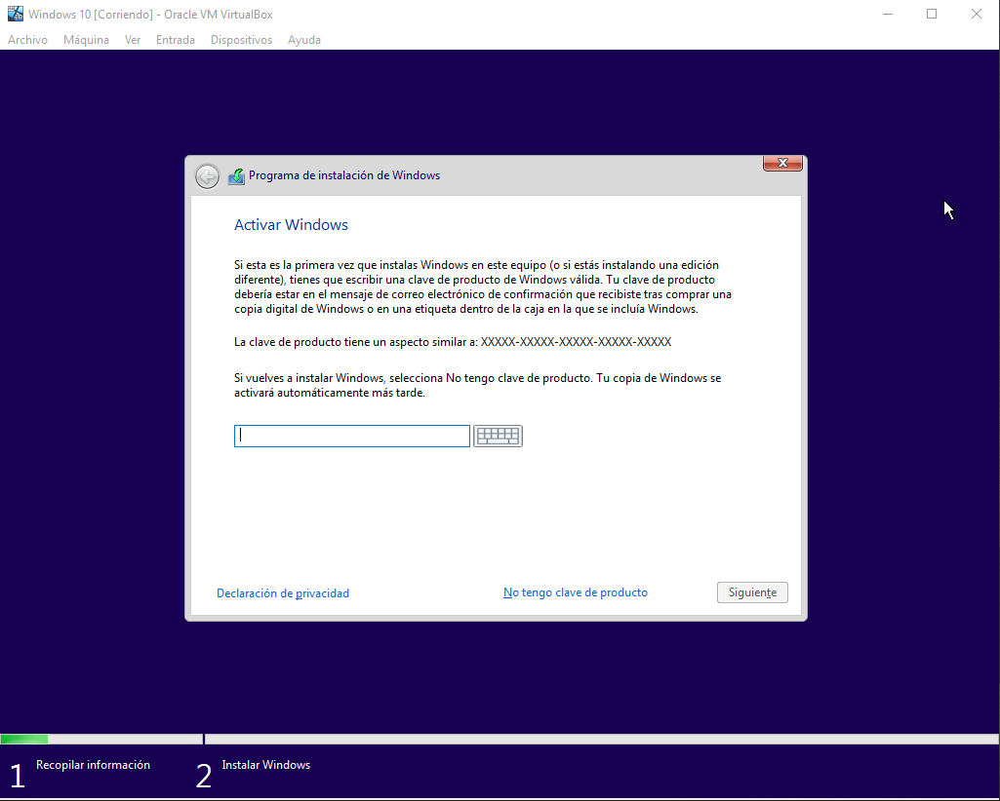 Windows 10 [Corriendo] - Oracle VM VirtualBox
Archivo Máquina Ver Entrada Dispositivos Ayuda
Programa de instalación de Windows
Activar Windows
Si esta es la primera vez que instalas Windows en este equipo (o si estás instalando una edición
diferente), tienes que escribir una clave de producto de Windows válida. Tu clave de producto
debería estar en el mensaje de correo electrónico de confirmación que recibiste tras comprar una
copia digital de Windows o en una etiqueta dentro de la caja en la que se incluía Windows.
La clave de producto tiene un aspecto similar a: XXXXX-XXXXX-XXXXX-XXXXX-XXXXX
Si vuelves a instalar Windows, selecciona No tengo clave de producto. Tu copia de Windows se
activará automáticamente más tarde.
Declaración de privacidad No tengo clave de producto Siguiente
1 Recopilar información 2 Instalar Windows